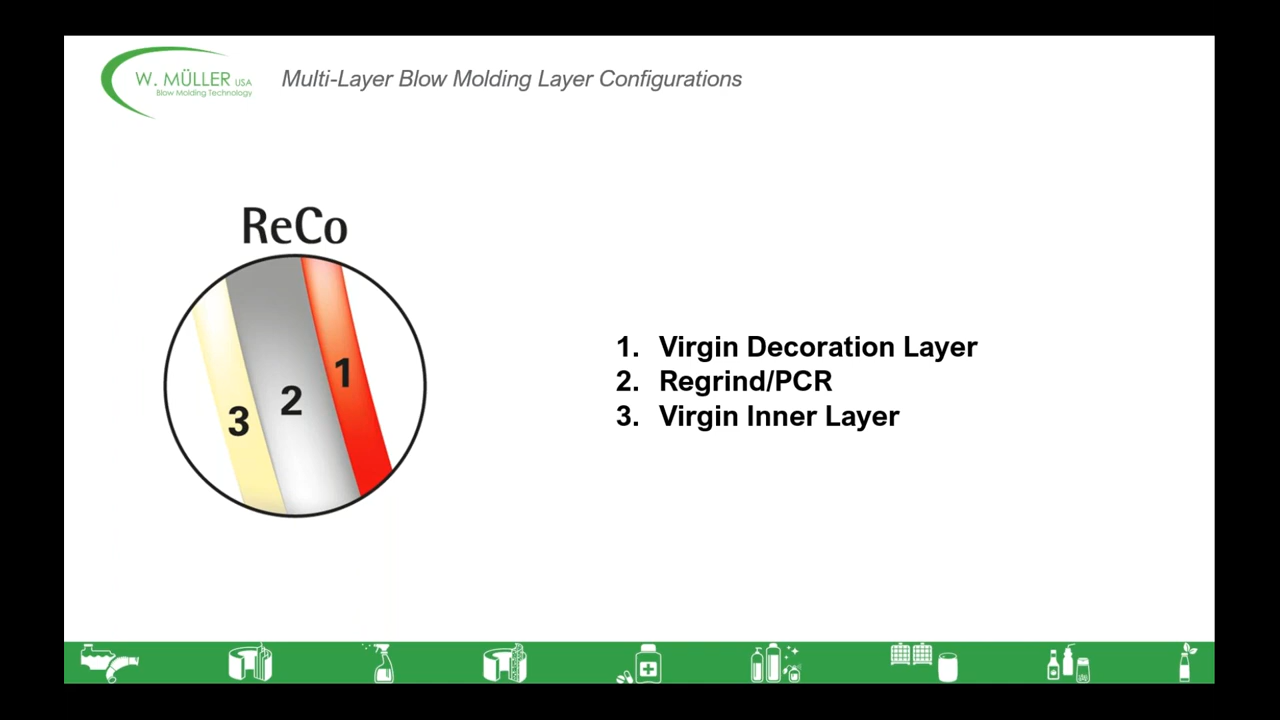 W. MÜLLER USA
Blow Molding Technology
Multi-Layer Blow Molding Layer Configurations
ReCo
1
2
3
1. Virgin Decoration Layer
2. Regrind/PCR
3. Virgin Inner Layer